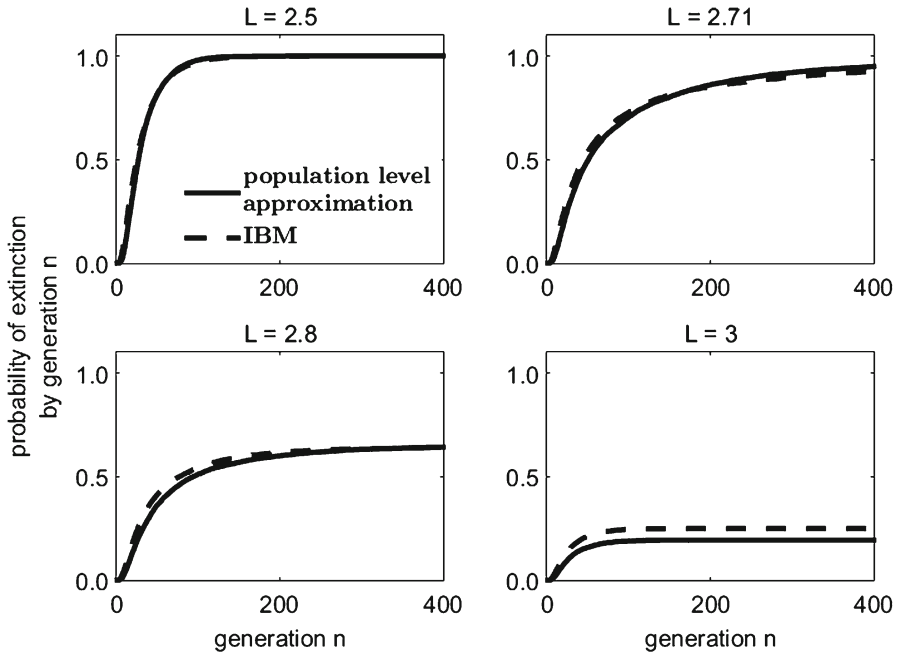 L = 2.5
1.0
0.5
0.0
0
200
400
population level
approximation
IBM
L = 2.71
1.0
0.5
0.0
0
200
400
probability of extinction
by generation n
L = 2.8
1.0
0.5
0.0
0
200
400
generation n
L = 3
1.0
0.5
0.0
0
200
400
generation n